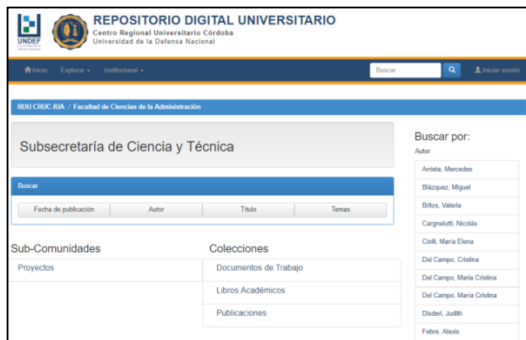 UNDEF
REPOSITORIO DIGITAL UNIVERSITARIO
Centro Regional Universitario Córdoba
Universidad de la Defensa Nacional
Inicio Explorar Institucional Buscar Iniciar sesión
RDU CRUC-IUA / Facultad de Ciencias de la Administración
Subsecretaría de Ciencia y Técnica
Buscar
Fecha de publicación Autor Título Temas
Sub-Comunidades
Proyectos
Colecciones
Documentos de Trabajo
Libros Académicos
Publicaciones
Buscar por:
Autor
Arrieta, Mercedes
Blázquez, Miguel
Britos, Valeria
Cargnelutti, Nicolás
Ciolli, María Elena
Del Campo, Cristina
Del Campo, María Cristina
Del Campo, María Cristina
Disderi, Judith
Febre, Alexis